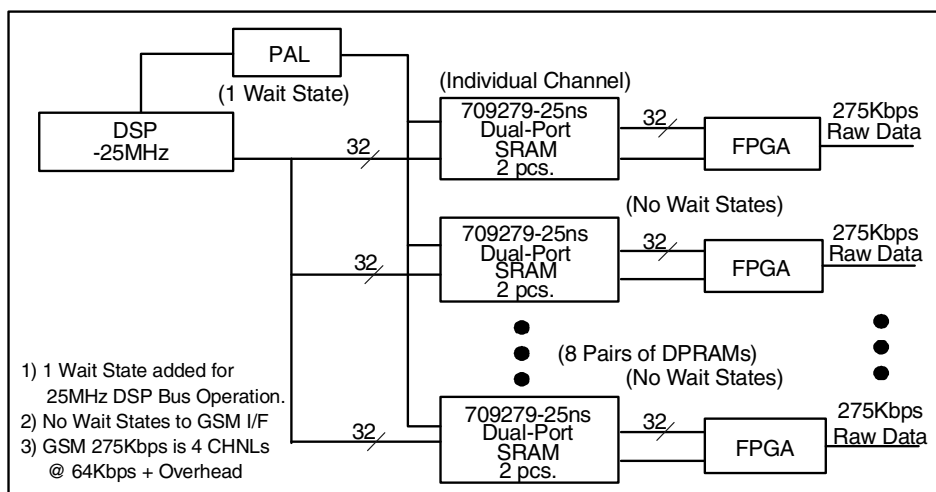 PAL
(1 Wait State)
DSP
-25MHz
(Individual Channel)
709279-25ns
Dual-Port
SRAM
2 pcs.
32
32
FPGA
275Kbps
Raw Data
(No Wait States)
709279-25ns
Dual-Port
SRAM
2 pcs.
32
32
FPGA
275Kbps
Raw Data
(8 Pairs of DPRAMs)
(No Wait States)
709279-25ns
Dual-Port
SRAM
2 pcs.
32
32
FPGA
275Kbps
Raw Data
1) 1 Wait State added for
25MHz DSP Bus Operation.
2) No Wait States to GSM I/F
3) GSM 275Kbps is 4 CHNLs
@ 64Kbps + Overhead